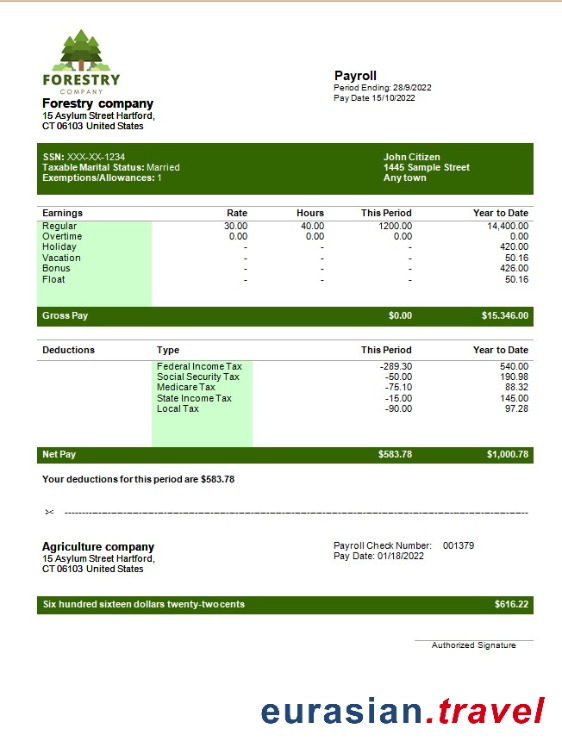 FORESTRY
COMPANY
Forestry company
15 Asylum Street Hartford,
CT 06103 United States
Payroll
Period Ending: 28/9/2022
Pay Date 15/10/2022
SSN: XXX-XX-1234
Taxable Marital Status: Married
Exemptions/Allowances: 1
John Citizen
1445 Sample Street
Any town
Earnings Rate Hours This Period Year to Date
Regular 30.00 40.00 1200.00 14,400.00
Overtime 0.00 0.00 0.00 0.00
Holiday - - - 420.00
Vacation - - - 50.16
Bonus - - - 426.00
Float - - - 50.16
Gross Pay $0.00 $15.346.00
Deductions Type This Period Year to Date
Federal Income Tax -289.30 540.00
Social Security Tax -50.00 190.98
Medicare Tax -75.10 88.32
State Income Tax -15.00 145.00
Local Tax -90.00 97.28
Net Pay $583.78 $1,000.78
Your deductions for this period are $583.78
Agriculture company
15 Asylum Street Hartford,
CT 06103 United States
Payroll Check Number: 001379
Pay Date: 01/18/2022
Six hundred sixteen dollars twenty-two cents $616.22
Authorized Signature
eurasian.travel